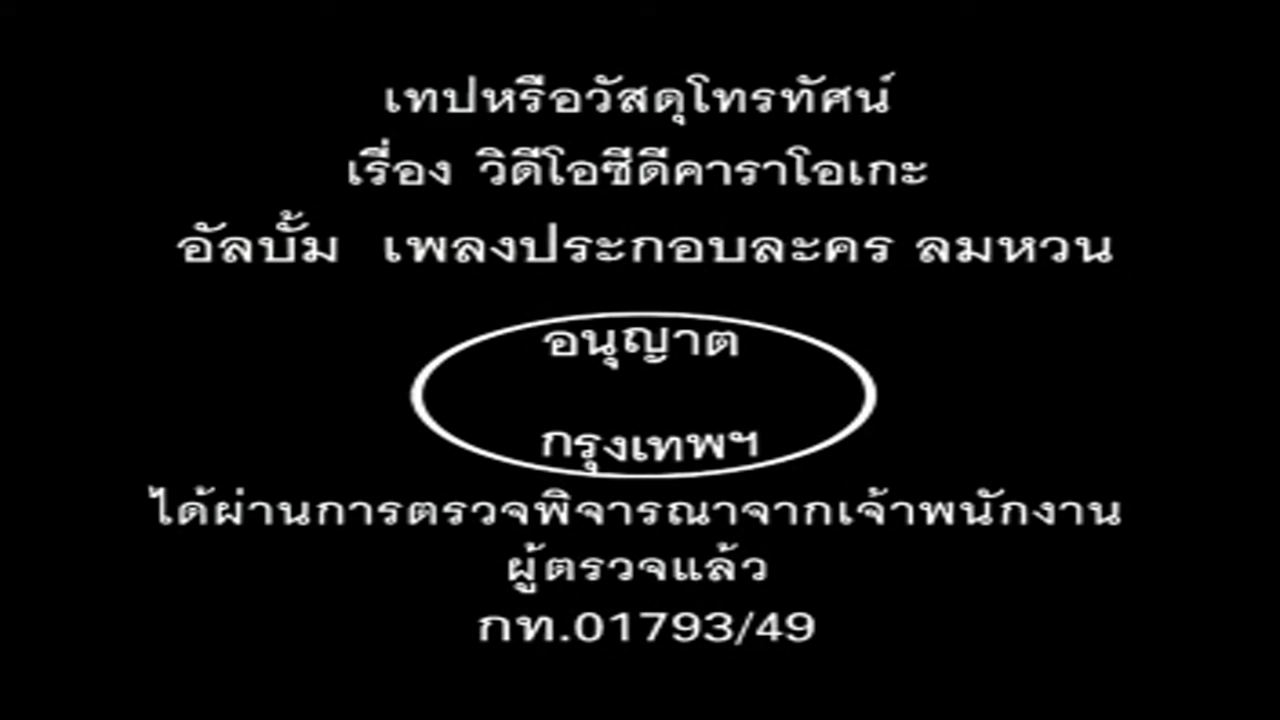 เทปหรือวัสดุโทรทัศน์
เรื่อง วิดีโอซีดีคาราโอเกะ
อัลบั้ม เพลงประกอบละคร ลมหวน
อนุญาต
กรุงเทพฯ
ได้ผ่านการตรวจพิจารณาจากเจ้าพนักงาน
ผู้ตรวจแล้ว
กท.01793/49